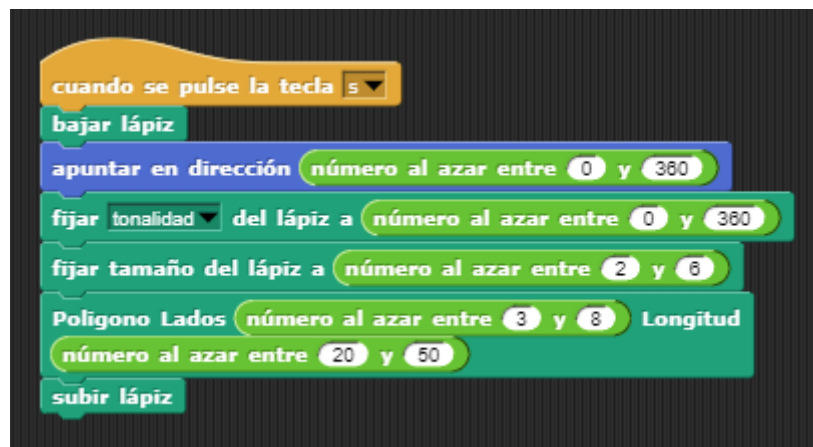 cuando se pulse la tecla s
bajar lápiz
apuntar en dirección número al azar entre 0 y 360
fijar tonalidad del lápiz a número al azar entre 0 y 360
fijar tamaño del lápiz a número al azar entre 2 y 6
Poligono Lados número al azar entre 3 y 8 Longitud
número al azar entre 20 y 50
subir lápiz